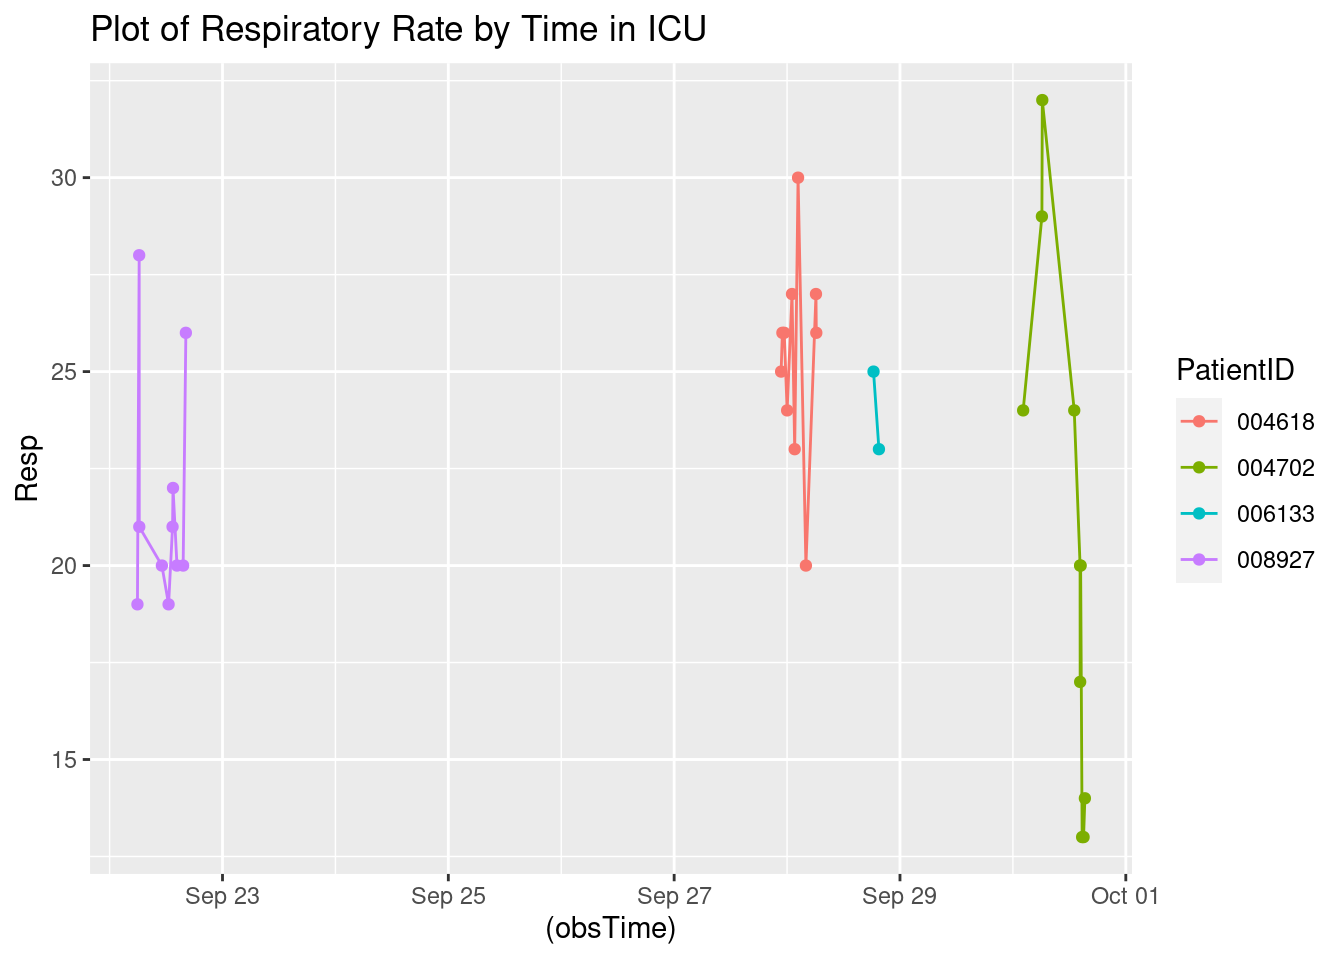 Plot of Respiratory Rate by Time in ICU
30
25
20
15
Resp
Sep 23
Sep 25
Sep 27
Sep 29
Oct 01
(obsTime)
PatientID
004618
004702
006133
008927